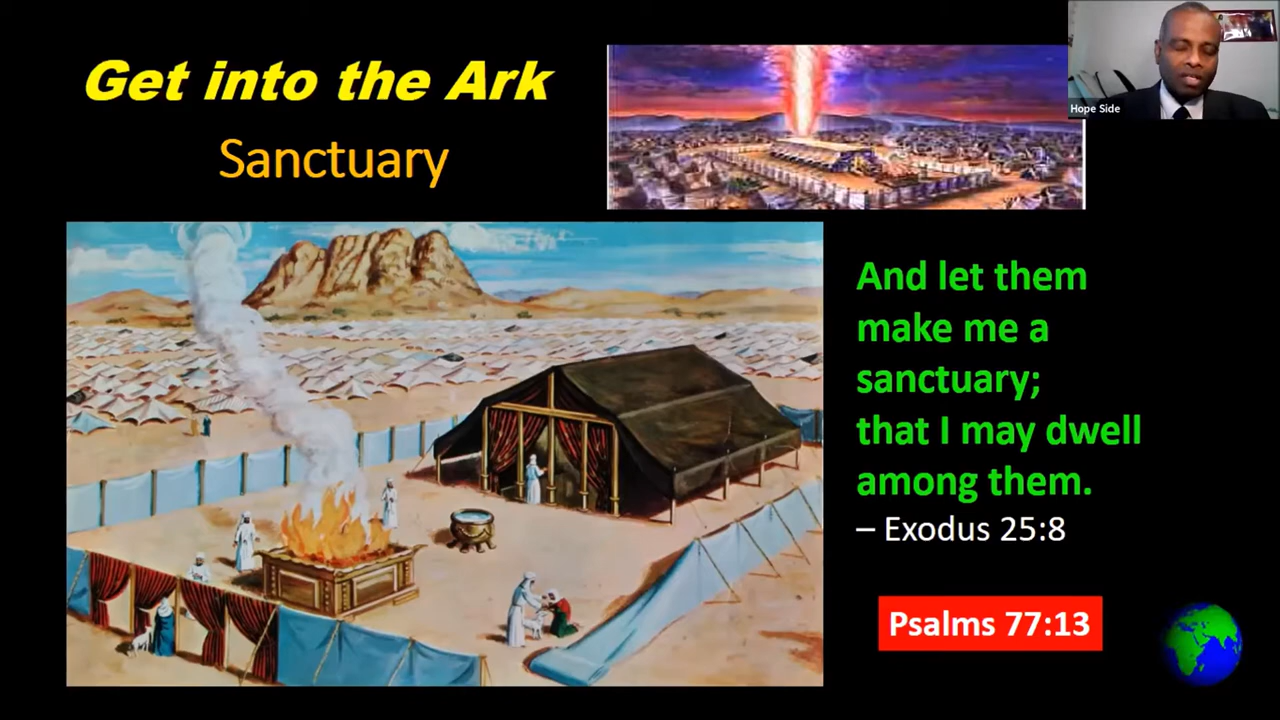 Get into the Ark
Sanctuary
Hope Side
And let them
make me a
sanctuary;
that I may dwell
among them.
– Exodus 25:8
Psalms 77:13